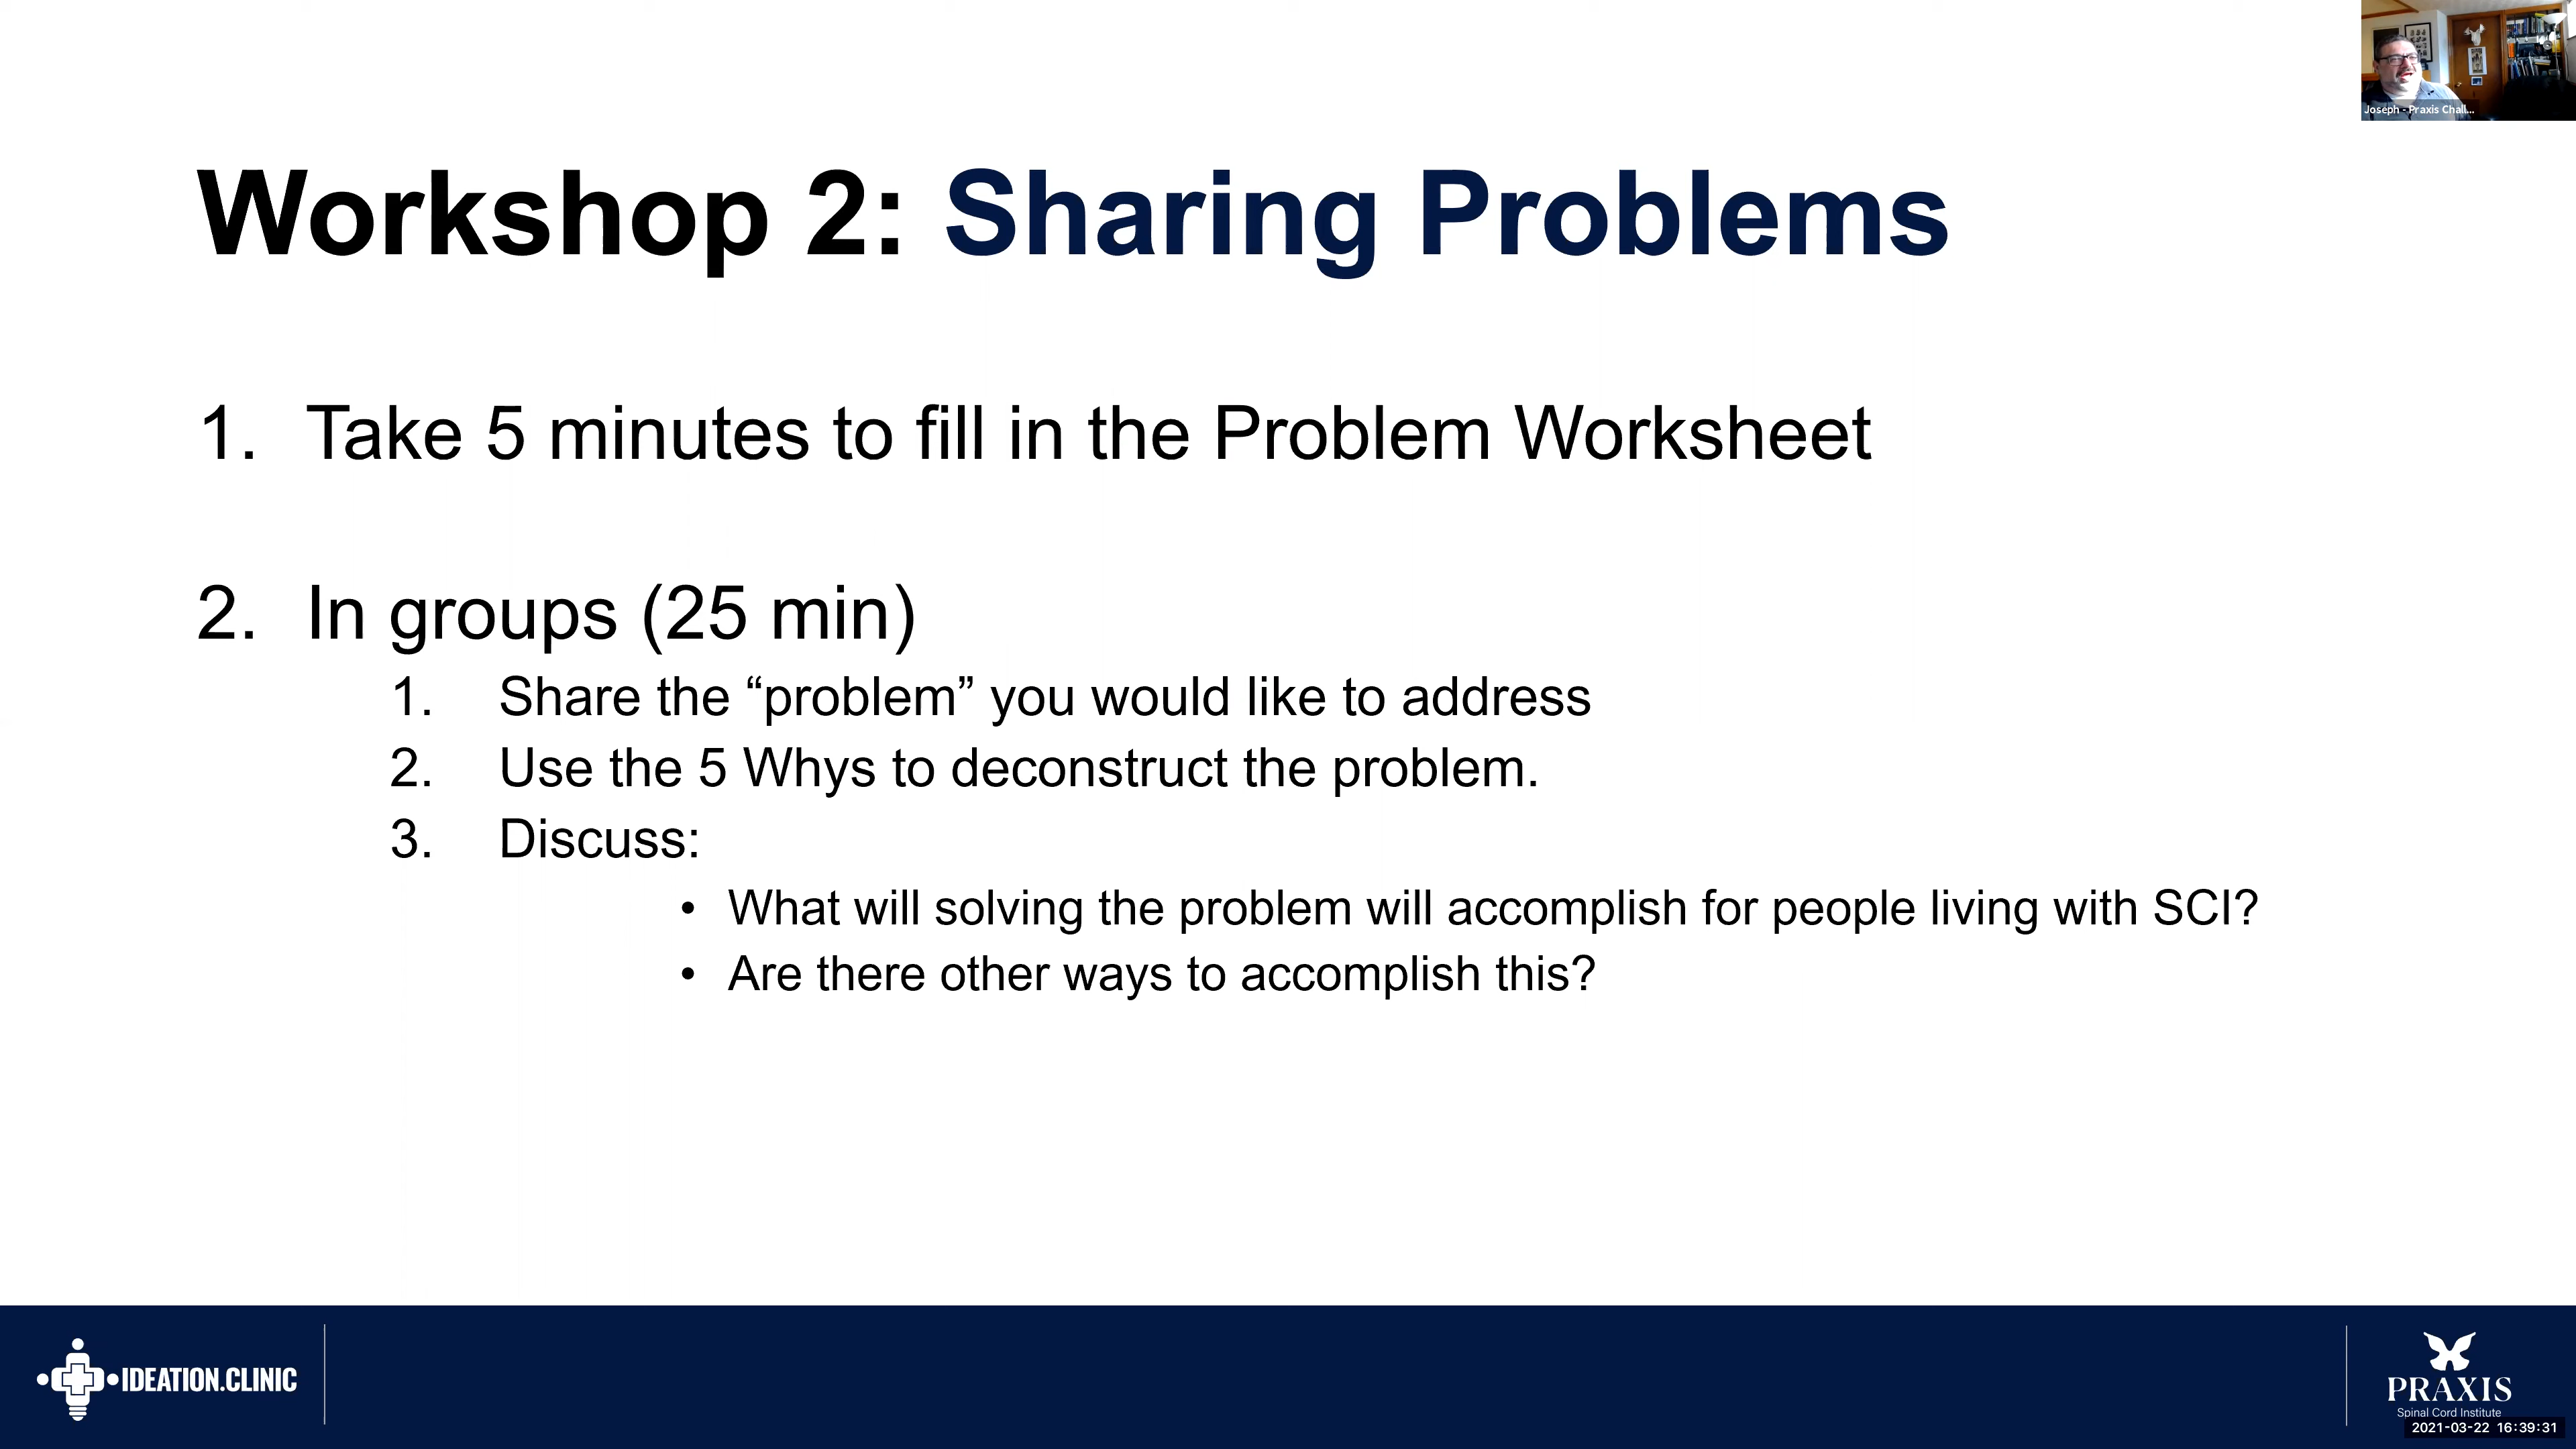 Joseph - Praxis Chall...
Workshop 2: Sharing Problems
1. Take 5 minutes to fill in the Problem Worksheet
2. In groups (25 min)
1. Share the “problem” you would like to address
2. Use the 5 Whys to deconstruct the problem.
3. Discuss:
• What will solving the problem will accomplish for people living with SCI?
• Are there other ways to accomplish this?
IDEATION.CLINIC
PRAXIS
Spinal Cord Institute
2021-03-22 16:39:31